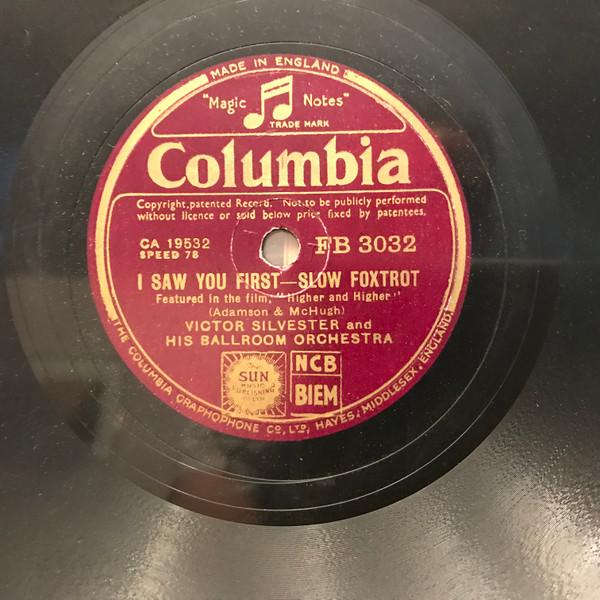 MADE IN ENGLAND
"Magic Notes"
TRADE MARK
Columbia
Copyright, patented Record. Not to be publicly performed
without licence or sold below price fixed by patentees.
CA 19532 FB 3032
SPEED 78
I SAW YOU FIRST—SLOW FOXTROT
Featured in the film, "Higher and Higher"
(Adamson & McHugh)
VICTOR SILVESTER and
HIS BALLROOM ORCHESTRA
SUN
MUSIC
PUBLISHING
NCB
BIEM
THE COLUMBIA GRAPHOPHONE CO, LTD, HAYES, MIDDLESEX, ENGLAND.